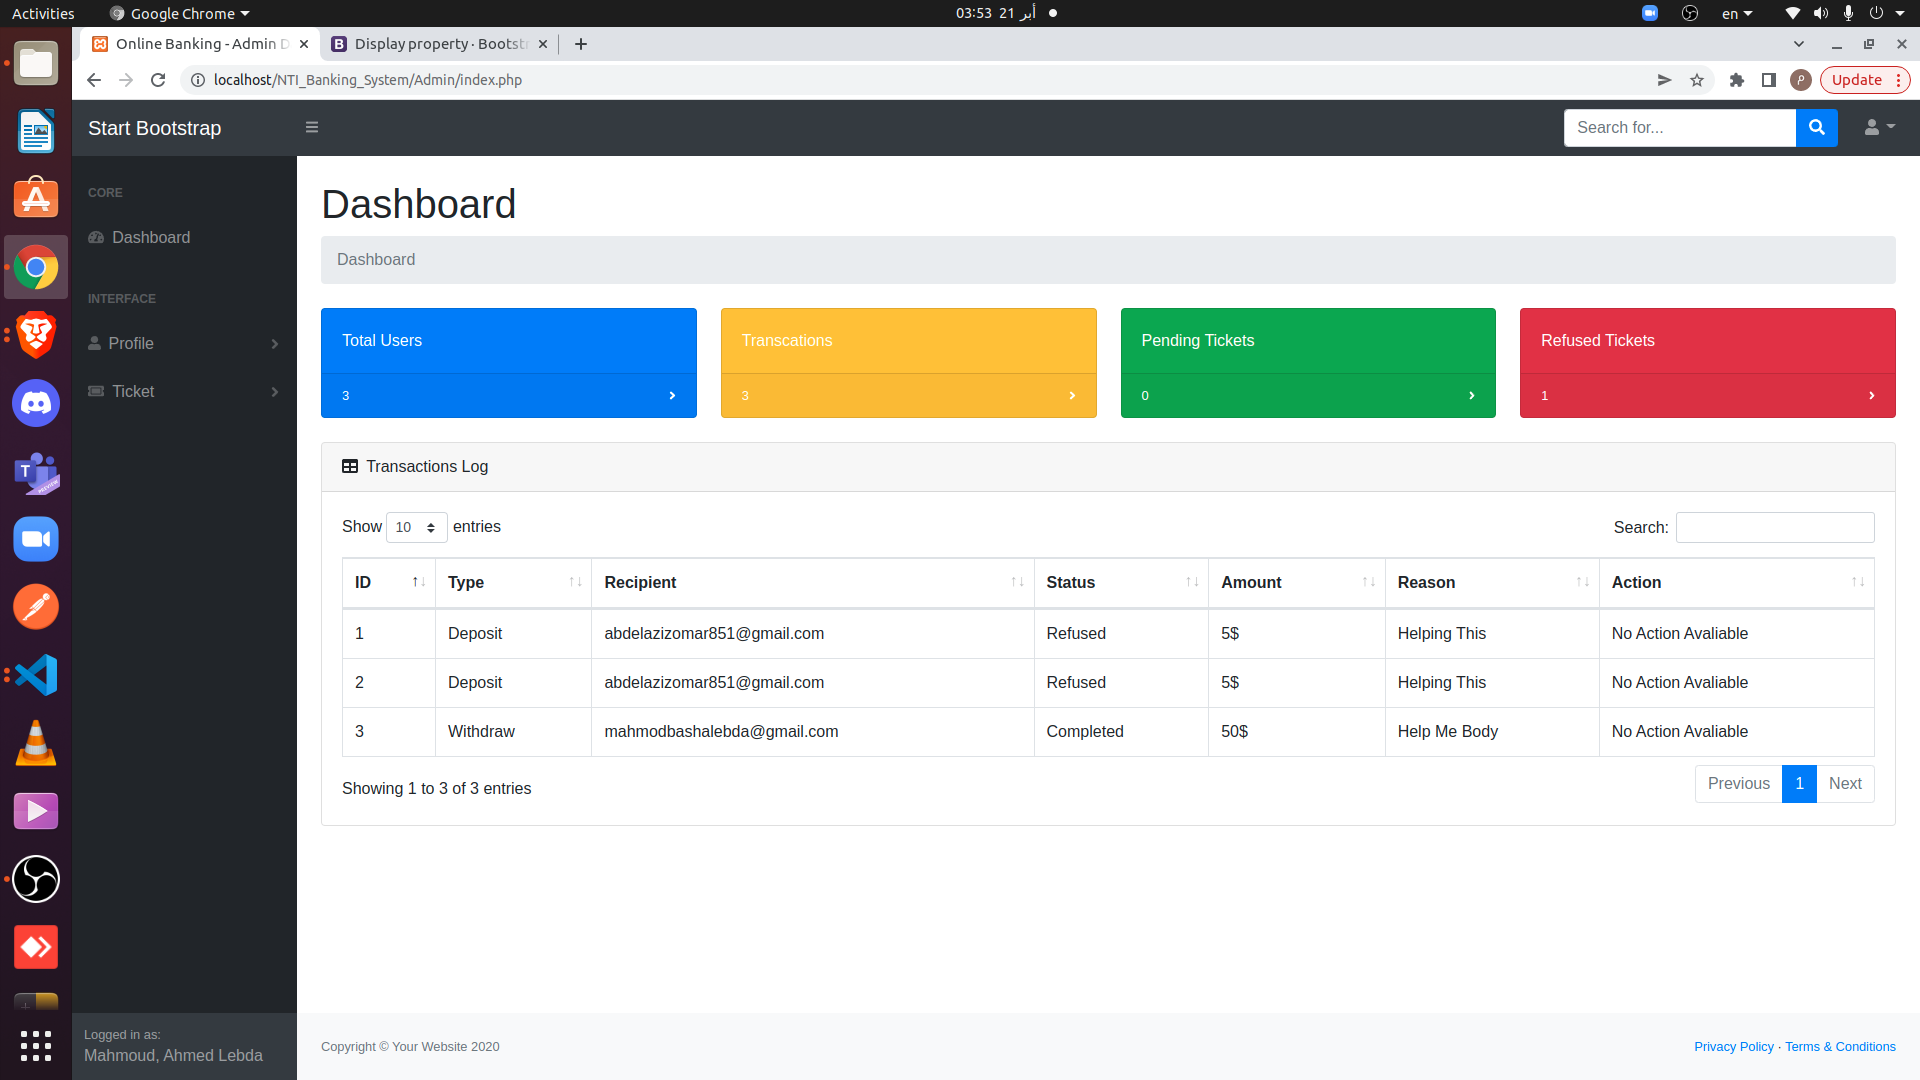 Activities
Google Chrome
03:53 21 أبر
en
Online Banking - Admin D
Display property · Bootst
localhost/NTI_Banking_System/Admin/index.php
Update
Start Bootstrap
Search for...
CORE
Dashboard
INTERFACE
Profile
Ticket
Logged in as:
Mahmoud, Ahmed Lebda
Dashboard
Dashboard
Total Users
3
Transcations
3
Pending Tickets
0
Refused Tickets
1
Transactions Log
Show 10 entries
Search:
ID Type Recipient Status Amount Reason Action
1 Deposit abdelazizomar851@gmail.com Refused 5$ Helping This No Action Avaliable
2 Deposit abdelazizomar851@gmail.com Refused 5$ Helping This No Action Avaliable
3 Withdraw mahmodbashalebda@gmail.com Completed 50$ Help Me Body No Action Avaliable
Showing 1 to 3 of 3 entries
Previous 1 Next
Copyright © Your Website 2020
Privacy Policy · Terms & Conditions